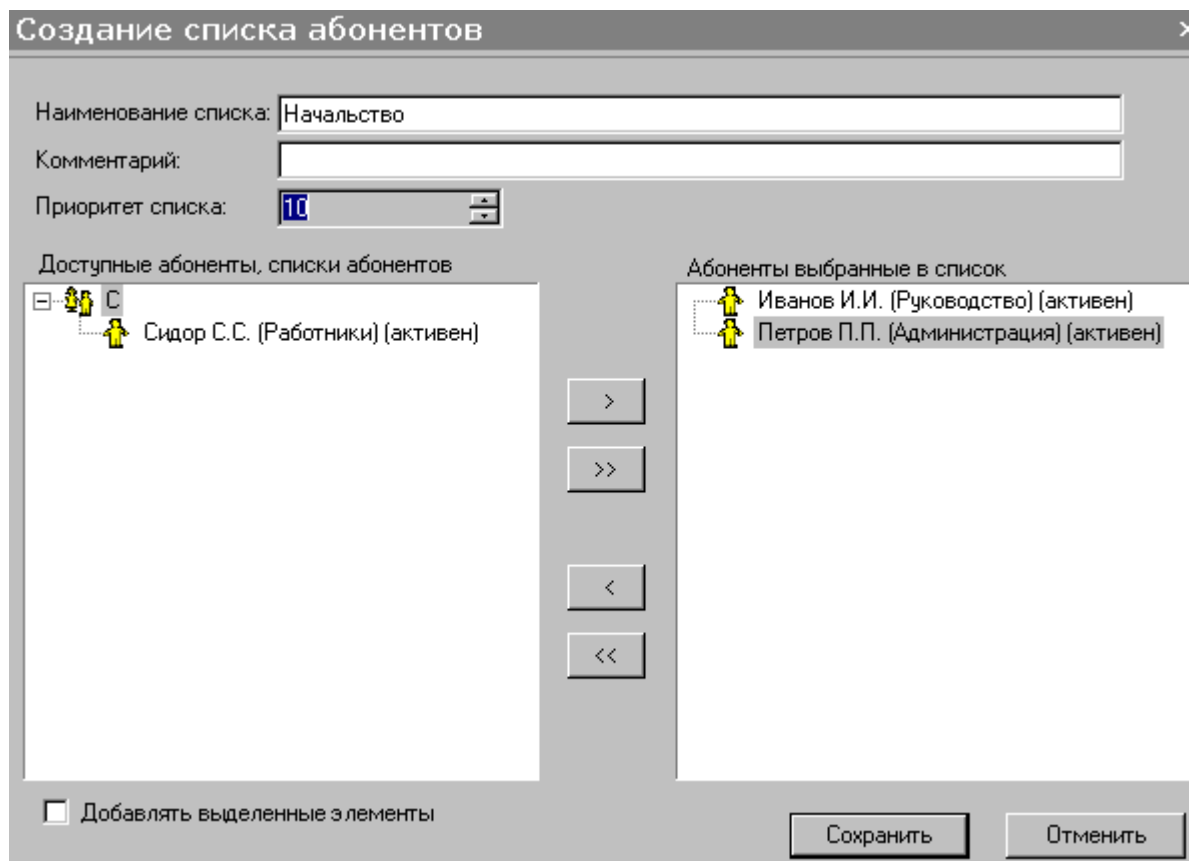 Создание списка абонентов
Наименование списка: Начальство
Комментарий:
Приоритет списка: 10
Доступные абоненты, списки абонентов
С
Сидор С.С. (Работники) (активен)
Абоненты выбранные в список
Иванов И.И. (Руководство) (активен)
Петров П.П. (Администрация) (активен)
>
>>
<
<<
Добавлять выделенные элементы
Сохранить
Отменить